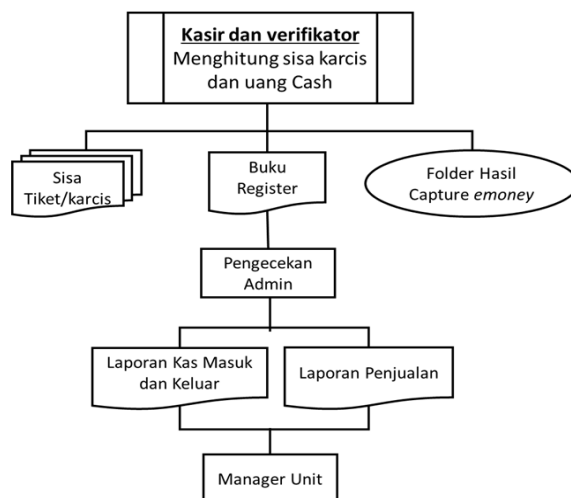 Kasir dan verifikator
Menghitung sisa karcis
dan uang Cash
Sisa
Tiket/karcis
Buku
Register
Folder Hasil
Capture emoney
Pengecekan
Admin
Laporan Kas Masuk
dan Keluar
Laporan Penjualan
Manager Unit